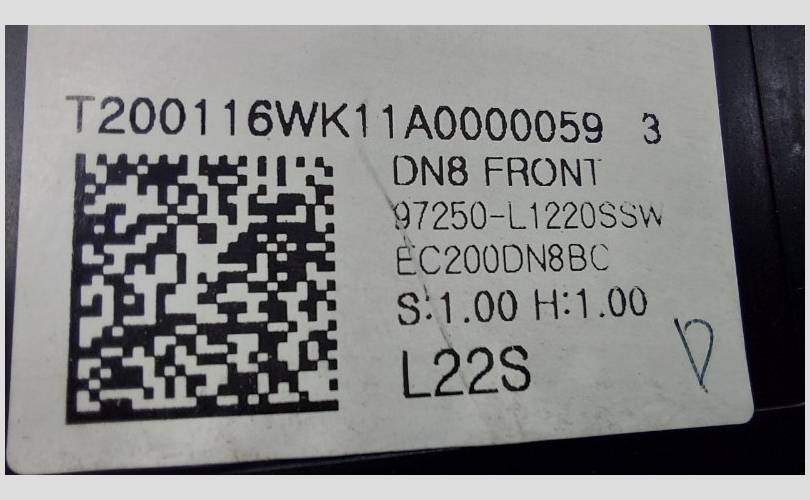 T200116WK11A0000059 3
DN8 FRONT
97250-L1220SSW
EC200DN8BC
S:1.00 H:1.00
L22S